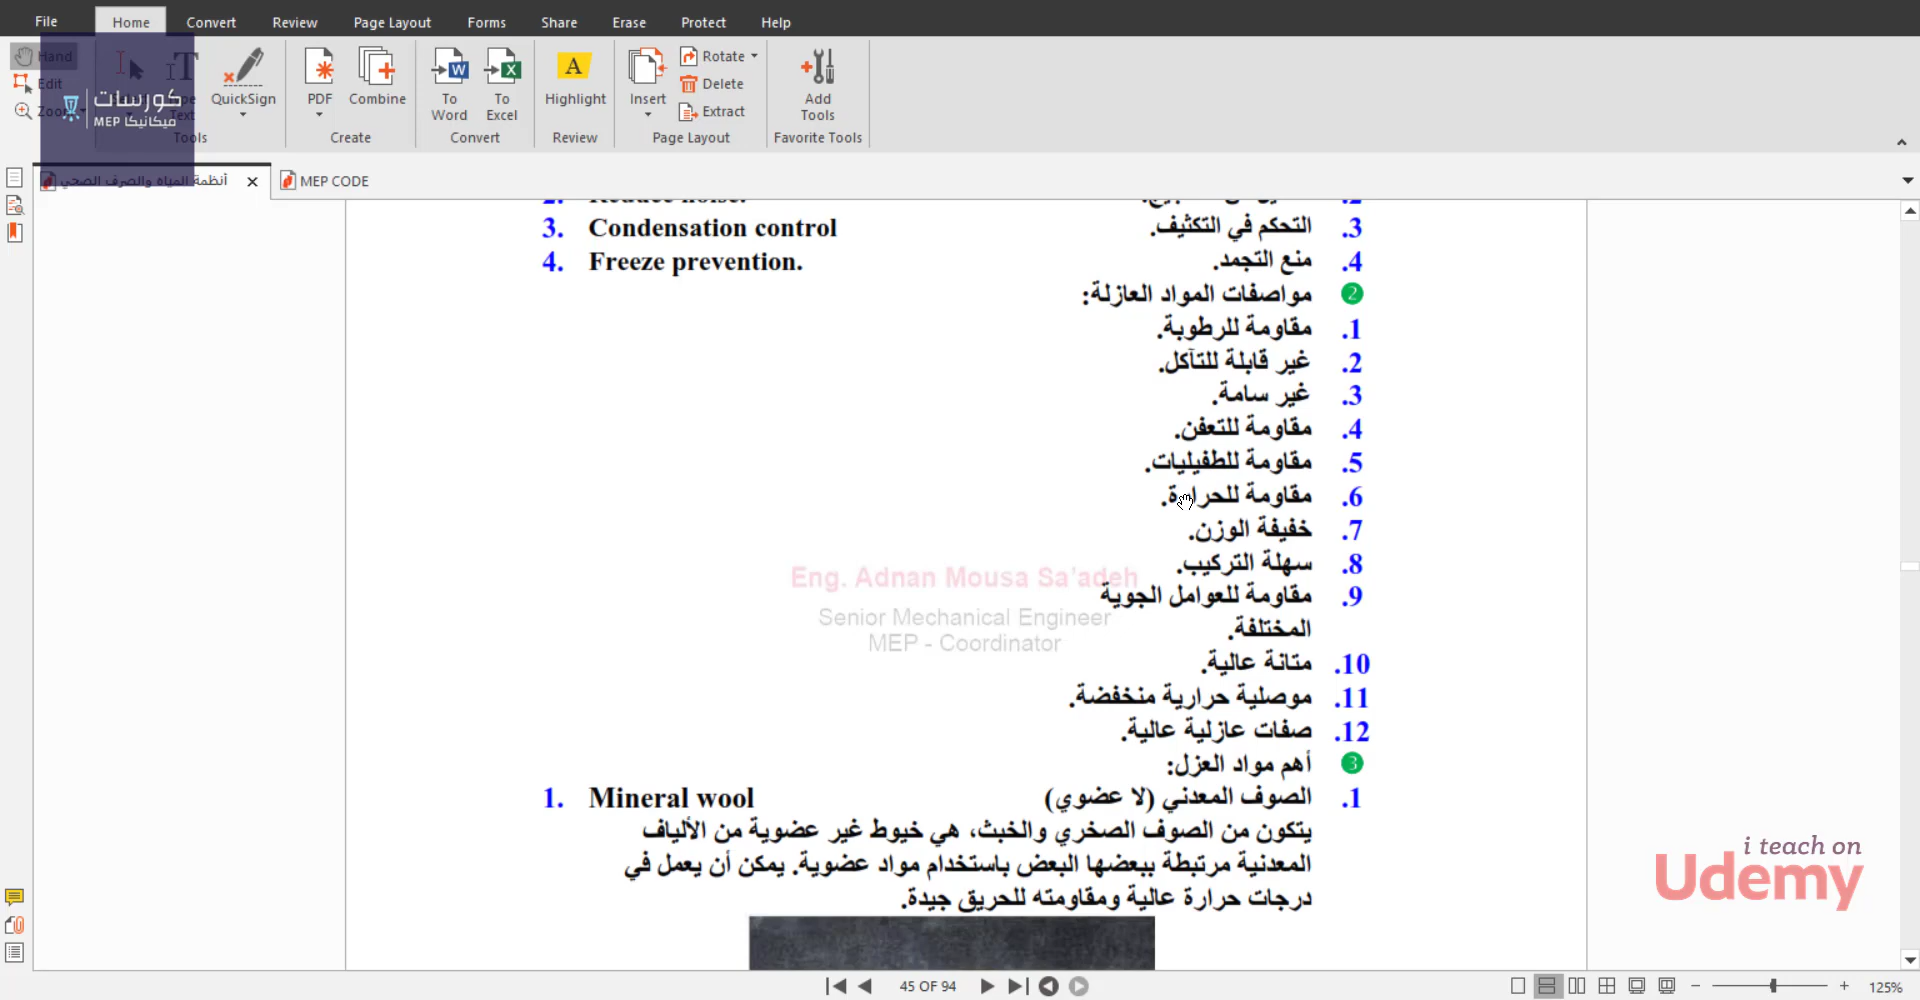 File Home Convert Review Page Layout Forms Share Erase Protect Help
Hand
Edit
QuickSign
PDF
Combine
To Word
To Excel
Highlight
Insert
Rotate
Delete
Extract
Add Tools
Tools Create Convert Review Page Layout Favorite Tools
كورسات
ميكانيكا MEP
أنظمة المياة والصرف الصحي
MEP CODE
2. Reduce noise.
3. Condensation control
3. التحكم في التكثيف.
4. Freeze prevention.
4. منع التجمد.
2 مواصفات المواد العازلة:
1. مقاومة للرطوبة.
2. غير قابلة للتآكل.
3. غير سامة.
4. مقاومة للتعفن.
5. مقاومة للطفيليات.
6. مقاومة للحرارة.
7. خفيفة الوزن.
8. سهلة التركيب.
9. مقاومة للعوامل الجوية
المختلفة.
10. متانة عالية.
11. موصلية حرارية منخفضة.
12. صفات عازلية عالية.
Eng. Adnan Mousa Sa'adeh
Senior Mechanical Engineer
MEP - Coordinator
3 أهم مواد العزل:
1. Mineral wool
1. الصوف المعدني (لا عضوي)
يتكون من الصوف الصخري والخبث، هي خيوط غير عضوية من الألياف
المعدنية مرتبطة ببعضها البعض باستخدام مواد عضوية. يمكن أن يعمل في
درجات حرارة عالية ومقاومته للحريق جيدة.
i teach on
Udemy
45 OF 94
125%